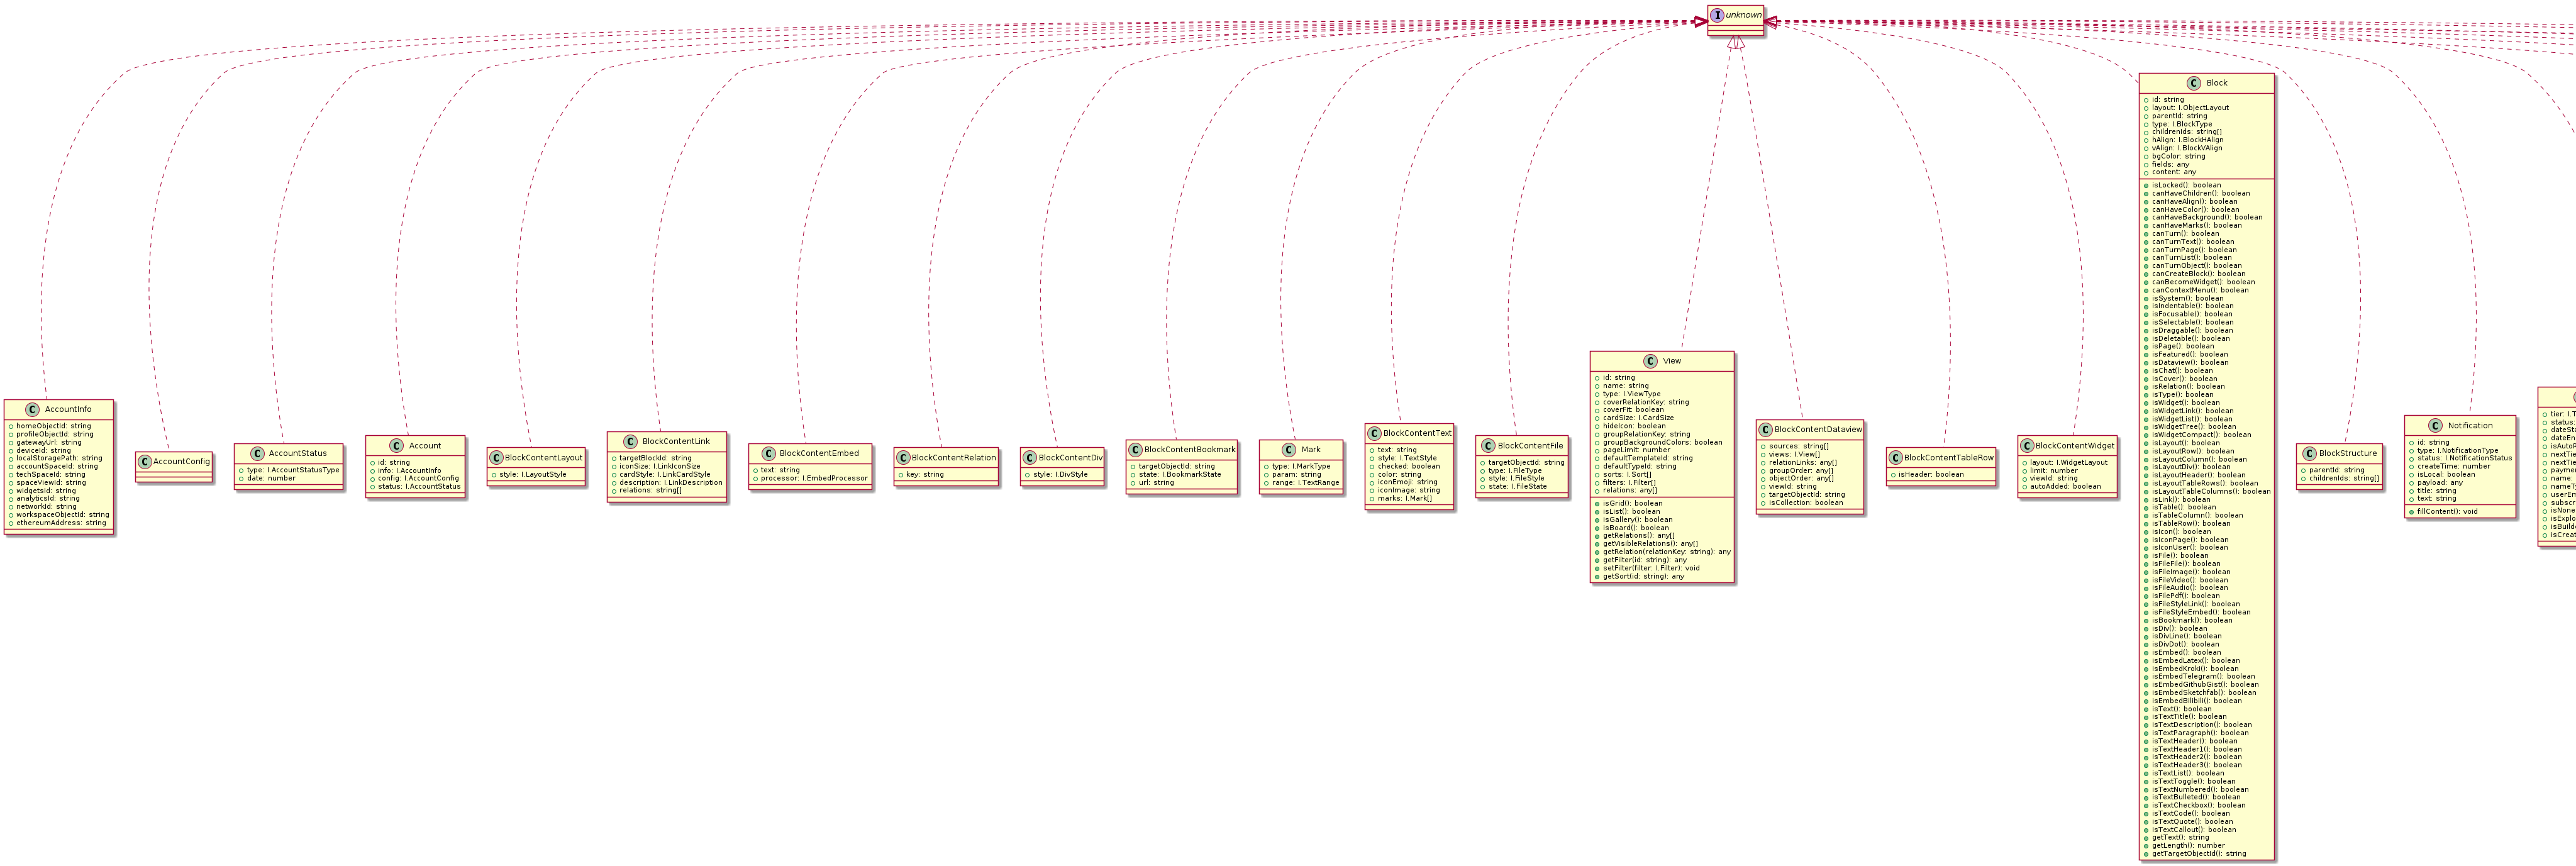 I unknown
C AccountInfo
homeObjectId: string
profileObjectId: string
gatewayUrl: string
deviceId: string
localStoragePath: string
accountSpaceId: string
techSpaceId: string
spaceViewId: string
widgetsId: string
analyticsId: string
networkId: string
workspaceObjectId: string
ethereumAddress: string
C AccountConfig
C AccountStatus
type: I.AccountStatusType
date: number
C Account
id: string
info: I.AccountInfo
config: I.AccountConfig
status: I.AccountStatus
C BlockContentLayout
style: I.LayoutStyle
C BlockContentLink
targetBlockId: string
iconSize: I.LinkIconSize
cardStyle: I.LinkCardStyle
description: I.LinkDescription
relations: string[]
C BlockContentEmbed
text: string
processor: I.EmbedProcessor
C BlockContentRelation
key: string
C BlockContentDiv
style: I.DivStyle
C BlockContentBookmark
targetObjectId: string
state: I.BookmarkState
url: string
C Mark
type: I.MarkType
param: string
range: I.TextRange
C BlockContentText
text: string
style: I.TextStyle
checked: boolean
color: string
iconEmoji: string
iconImage: string
marks: I.Mark[]
C BlockContentFile
targetObjectId: string
type: I.FileType
style: I.FileStyle
state: I.FileState
C View
id: string
name: string
type: I.ViewType
coverRelationKey: string
coverFit: boolean
cardSize: I.CardSize
hideIcon: boolean
groupRelationKey: string
groupBackgroundColors: boolean
pageLimit: number
defaultTemplateId: string
defaultTypeId: string
sorts: I.Sort[]
filters: I.Filter[]
relations: any[]
isGrid(): boolean
isList(): boolean
isGallery(): boolean
isBoard(): boolean
getRelations(): any[]
getVisibleRelations(): any[]
getRelation(relationKey: string): any
getFilter(id: string): any
setFilter(filter: I.Filter): void
getSort(id: string): any
C BlockContentDataview
sources: string[]
views: I.View[]
relationLinks: any[]
groupOrder: any[]
objectOrder: any[]
viewId: string
targetObjectId: string
isCollection: boolean
C BlockContentTableRow
isHeader: boolean
C BlockContentWidget
layout: I.WidgetLayout
limit: number
viewId: string
autoAdded: boolean
C Block
id: string
layout: I.ObjectLayout
parentId: string
type: I.BlockType
childrenIds: string[]
hAlign: I.BlockHAlign
vAlign: I.BlockVAlign
bgColor: string
fields: any
content: any
isLocked(): boolean
canHaveChildren(): boolean
canHaveAlign(): boolean
canHaveColor(): boolean
canHaveBackground(): boolean
canHaveMarks(): boolean
canTurn(): boolean
canTurnText(): boolean
canTurnPage(): boolean
canTurnList(): boolean
canTurnObject(): boolean
canCreateBlock(): boolean
canBecomeWidget(): boolean
canContextMenu(): boolean
isSystem(): boolean
isIndentable(): boolean
isFocusable(): boolean
isSelectable(): boolean
isDraggable(): boolean
isDeletable(): boolean
isPage(): boolean
isFeatured(): boolean
isDataview(): boolean
isChat(): boolean
isCover(): boolean
isRelation(): boolean
isType(): boolean
isWidget(): boolean
isWidgetLink(): boolean
isWidgetList(): boolean
isWidgetTree(): boolean
isWidgetCompact(): boolean
isLayout(): boolean
isLayoutRow(): boolean
isLayoutColumn(): boolean
isLayoutDiv(): boolean
isLayoutHeader(): boolean
isLayoutTableRows(): boolean
isLayoutTableColumns(): boolean
isLink(): boolean
isTable(): boolean
isTableColumn(): boolean
isTableRow(): boolean
isIcon(): boolean
isIconPage(): boolean
isIconUser(): boolean
isFile(): boolean
isFileFile(): boolean
isFileImage(): boolean
isFileVideo(): boolean
isFileAudio(): boolean
isFilePdf(): boolean
isFileStyleLink(): boolean
isFileStyleEmbed(): boolean
isBookmark(): boolean
isDiv(): boolean
isDivLine(): boolean
isDivDot(): boolean
isEmbed(): boolean
isEmbedLatex(): boolean
isEmbedKroki(): boolean
isEmbedTelegram(): boolean
isEmbedGithubGist(): boolean
isEmbedSketchfab(): boolean
isEmbedBilibili(): boolean
isText(): boolean
isTextTitle(): boolean
isTextDescription(): boolean
isTextParagraph(): boolean
isTextHeader(): boolean
isTextHeader1(): boolean
isTextHeader2(): boolean
isTextHeader3(): boolean
isTextList(): boolean
isTextToggle(): boolean
isTextNumbered(): boolean
isTextBulleted(): boolean
isTextCheckbox(): boolean
isTextCode(): boolean
isTextQuote(): boolean
isTextCallout(): boolean
getText(): string
getLength(): number
getTargetObjectId(): string
C BlockStructure
parentId: string
childrenIds: string[]
C Notification
id: string
type: I.NotificationType
status: I.NotificationStatus
createTime: number
isLocal: boolean
payload: any
title: string
text: string
fillContent(): void
tier: I.T
status:
name: